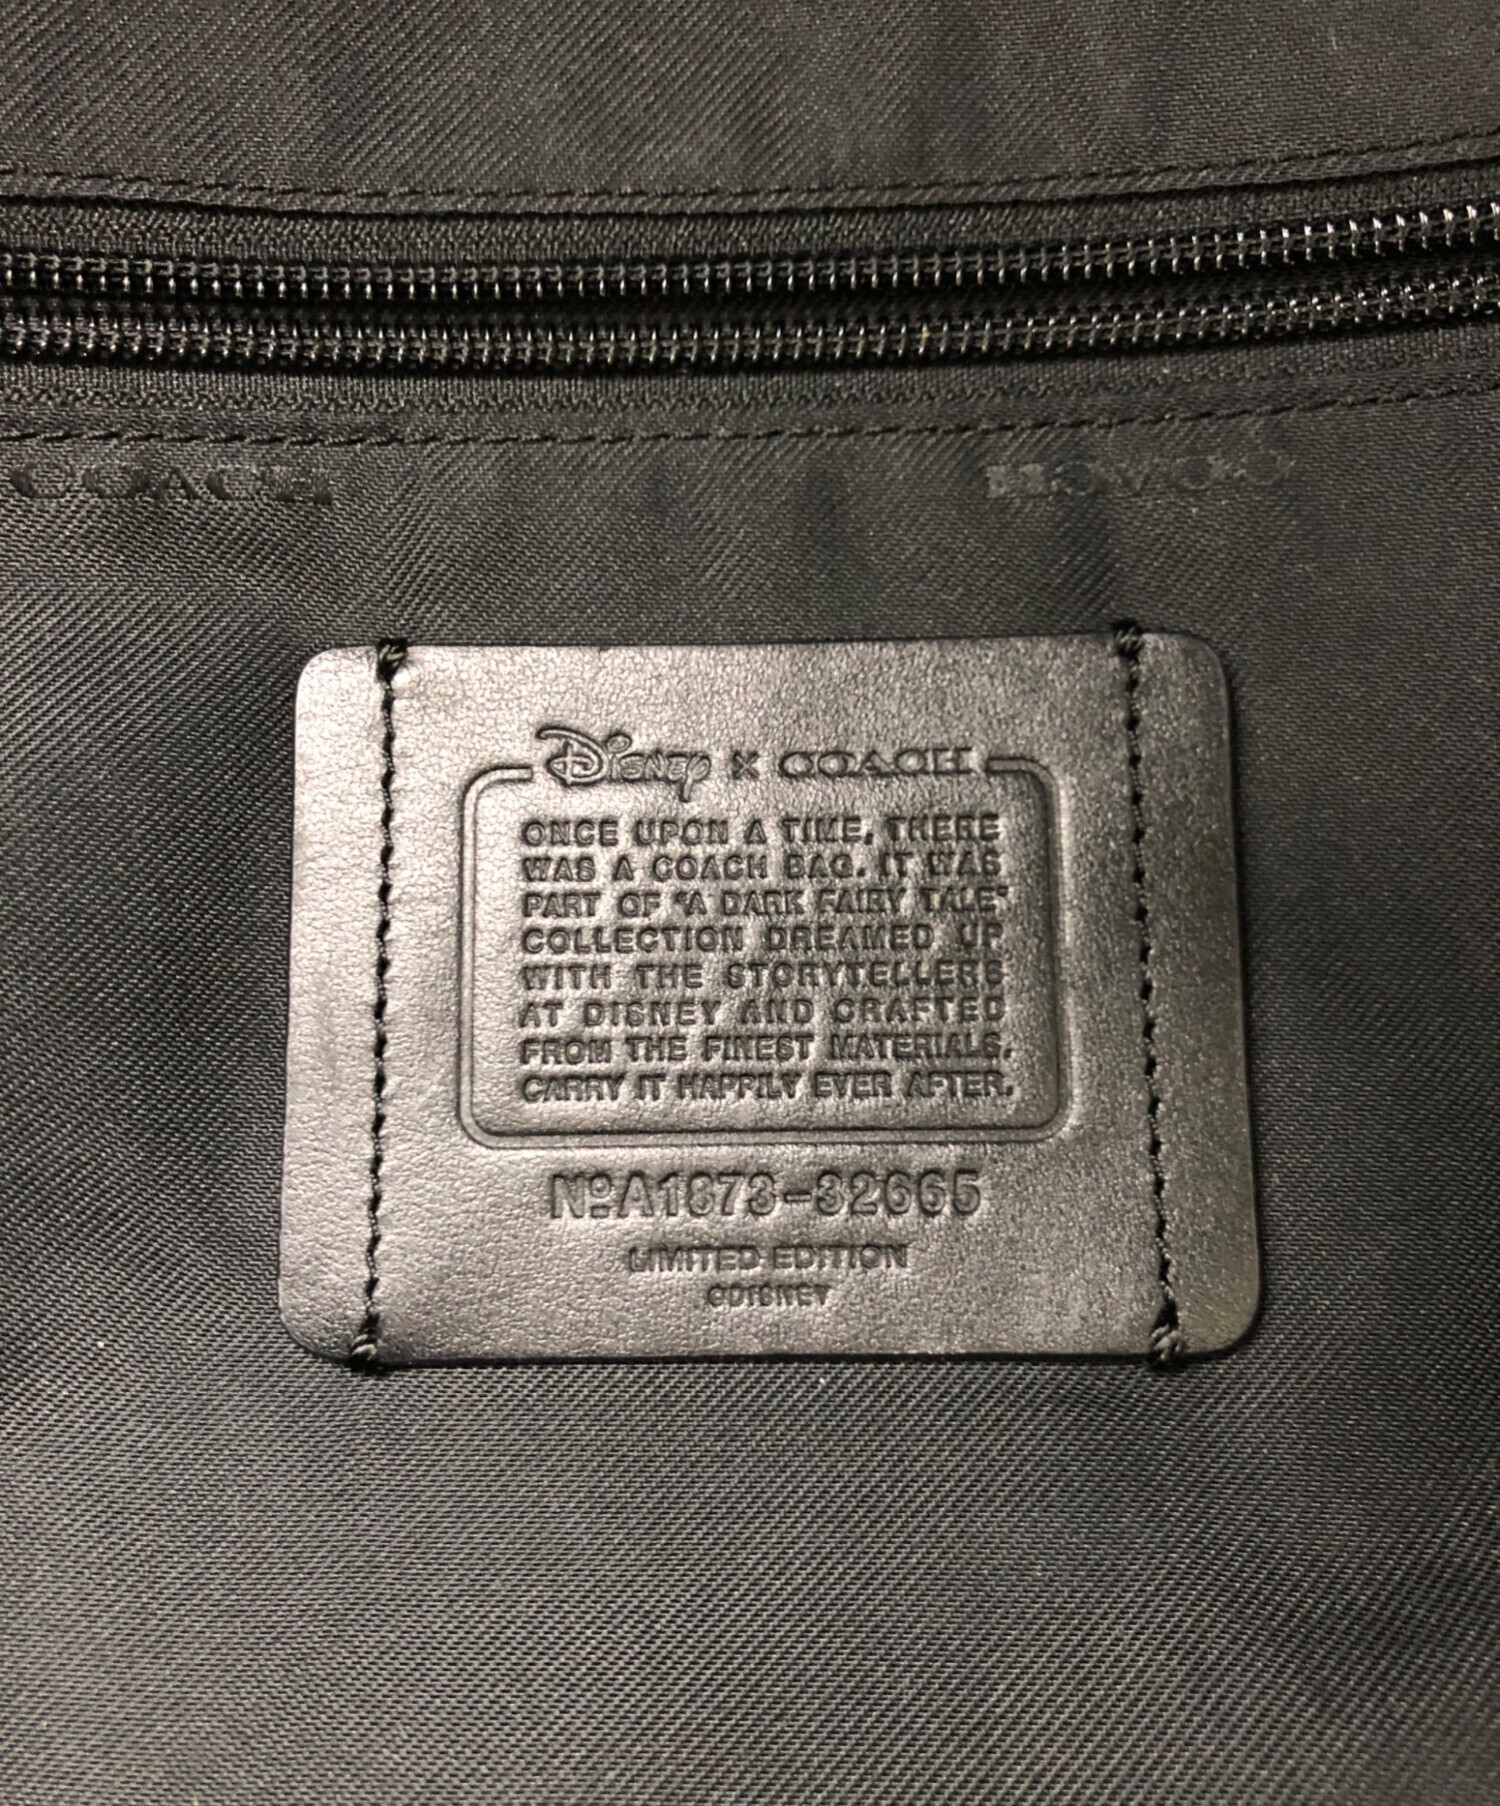 COACH COACH
Disney x COACH
ONCE UPON A TIME, THERE
WAS A COACH BAG. IT WAS
PART OF "A DARK FAIRY TALE"
COLLECTION DREAMED UP
WITH THE STORYTELLERS
AT DISNEY AND CRAFTED
FROM THE FINEST MATERIALS.
CARRY IT HAPPILY EVER AFTER.
NºA1873-32665
LIMITED EDITION
©DISNEY